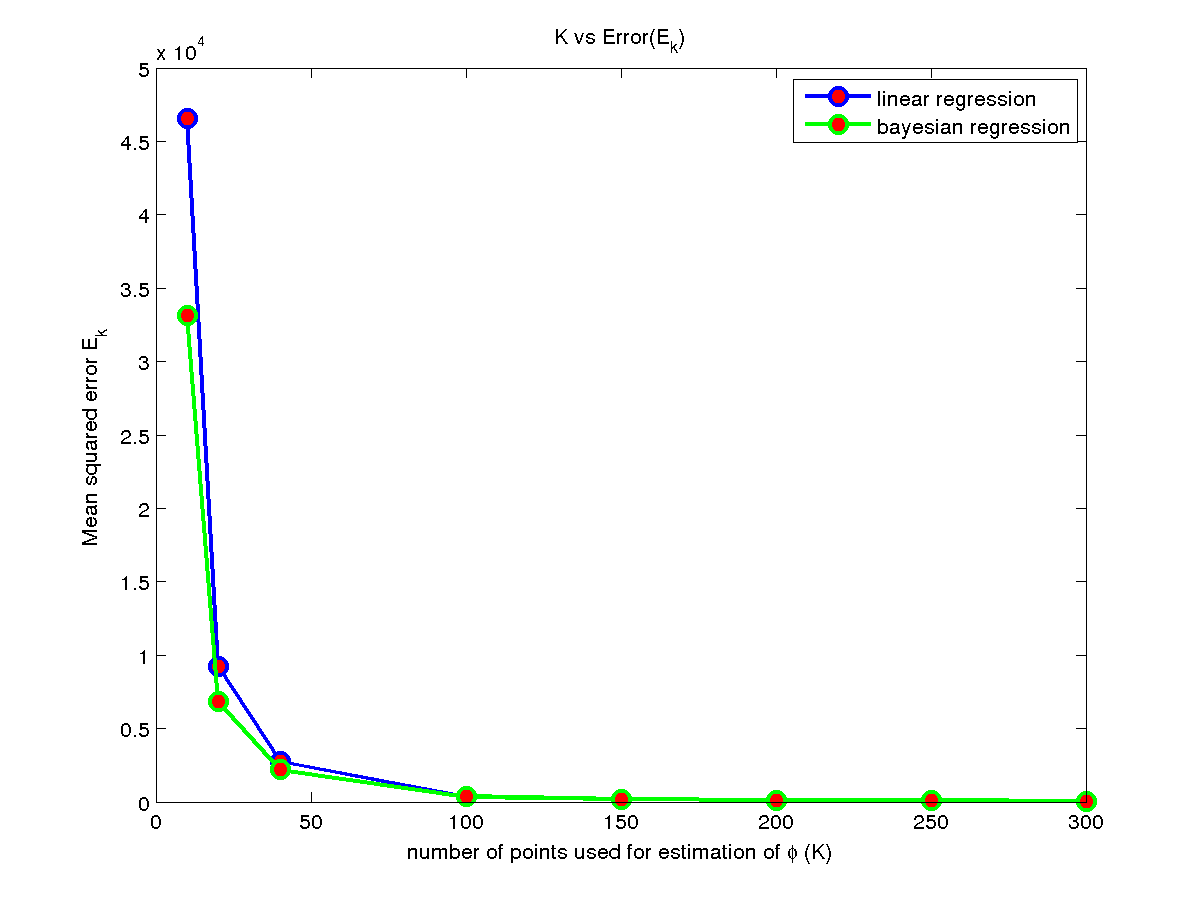 K vs Error(E_k)
x 10^4
linear regression
bayesian regression
5
4.5
4
3.5
3
2.5
2
1.5
1
0.5
0
Mean squared error E_k
0 50 100 150 200 250 300
number of points used for estimation of ϕ (K)